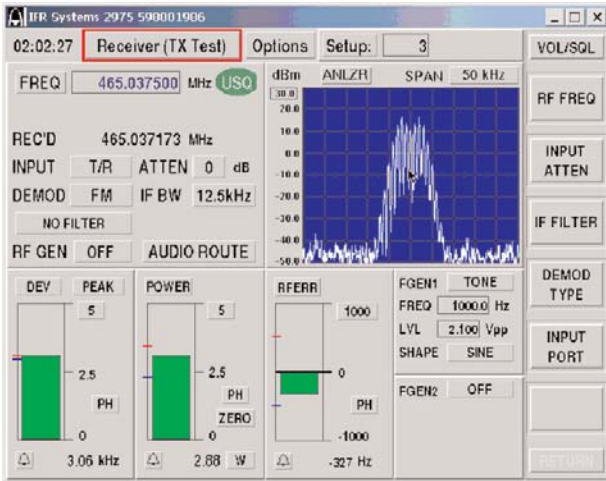 IFR Systems 2975 590001906
02:02:27 Receiver (TX Test) Options Setup: 3
FREQ 465.037500 MHz USQ
REC'D 465.037173 MHz
INPUT T/R ATTEN 0 dB
DEMOD FM IF BW 12.5kHz
NO FILTER
RF GEN OFF AUDIO ROUTE
dBm ANLZR SPAN 50 kHz
30.0
20.0
10.0
0.0
-10.0
-20.0
-30.0
-40.0
-50.0
DEV PEAK
5
2.5
PH
0
3.06 kHz
POWER
5
2.5
PH
ZERO
0
2.88 W
RFERR
1000
0
PH
-1000
-327 Hz
FGEN1 TONE
FREQ 1000.0 Hz
LVL 2.100 Vpp
SHAPE SINE
FGEN2 OFF
VOL/SQL
RF FREQ
INPUT
ATTEN
IF FILTER
DEMOD
TYPE
INPUT
PORT
RETURN